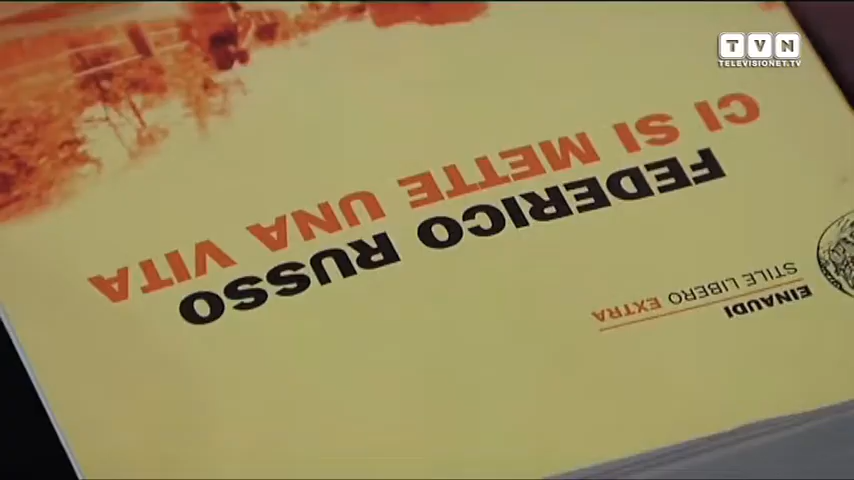 TVN
TELEVISIONET.TV
EINAUDI
STILE LIBERO EXTRA
FEDERICO RUSSO
CI SI METTE UNA VITA